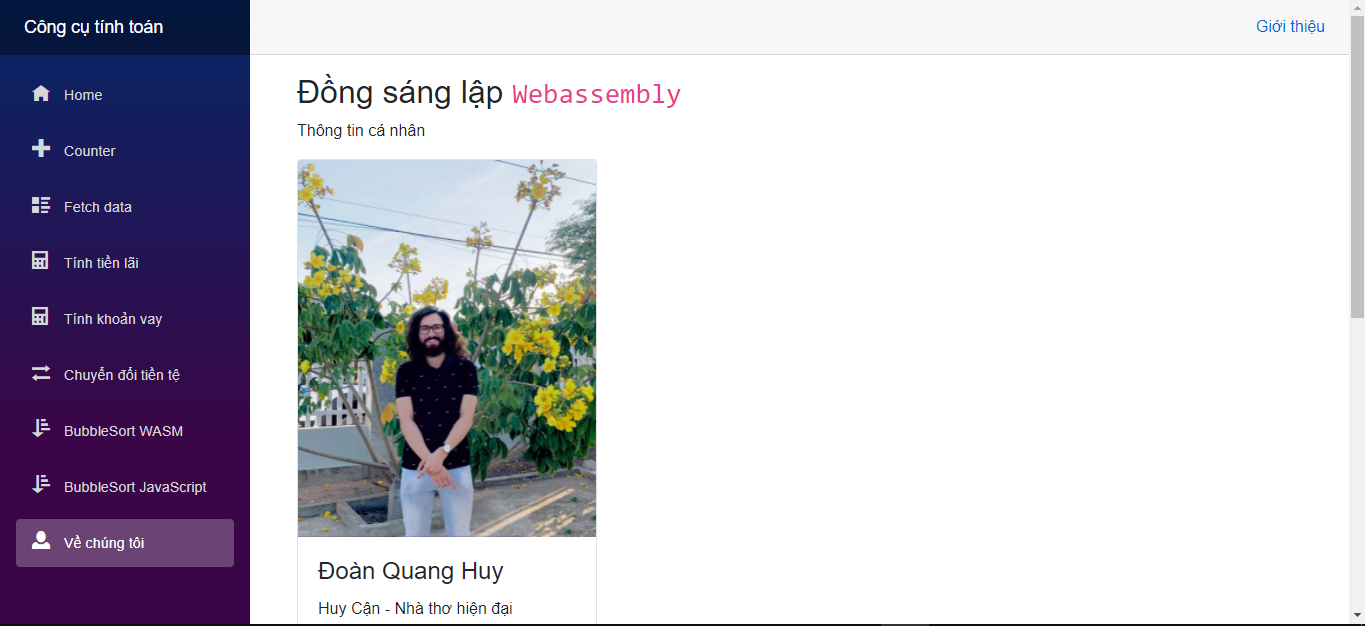 Công cụ tính toán
Giới thiệu
Home
Counter
Fetch data
Tính tiền lãi
Tính khoản vay
Chuyển đổi tiền tệ
BubbleSort WASM
BubbleSort JavaScript
Về chúng tôi
Đồng sáng lập Webassembly
Thông tin cá nhân
Đoàn Quang Huy
Huy Cận - Nhà thơ hiện đại